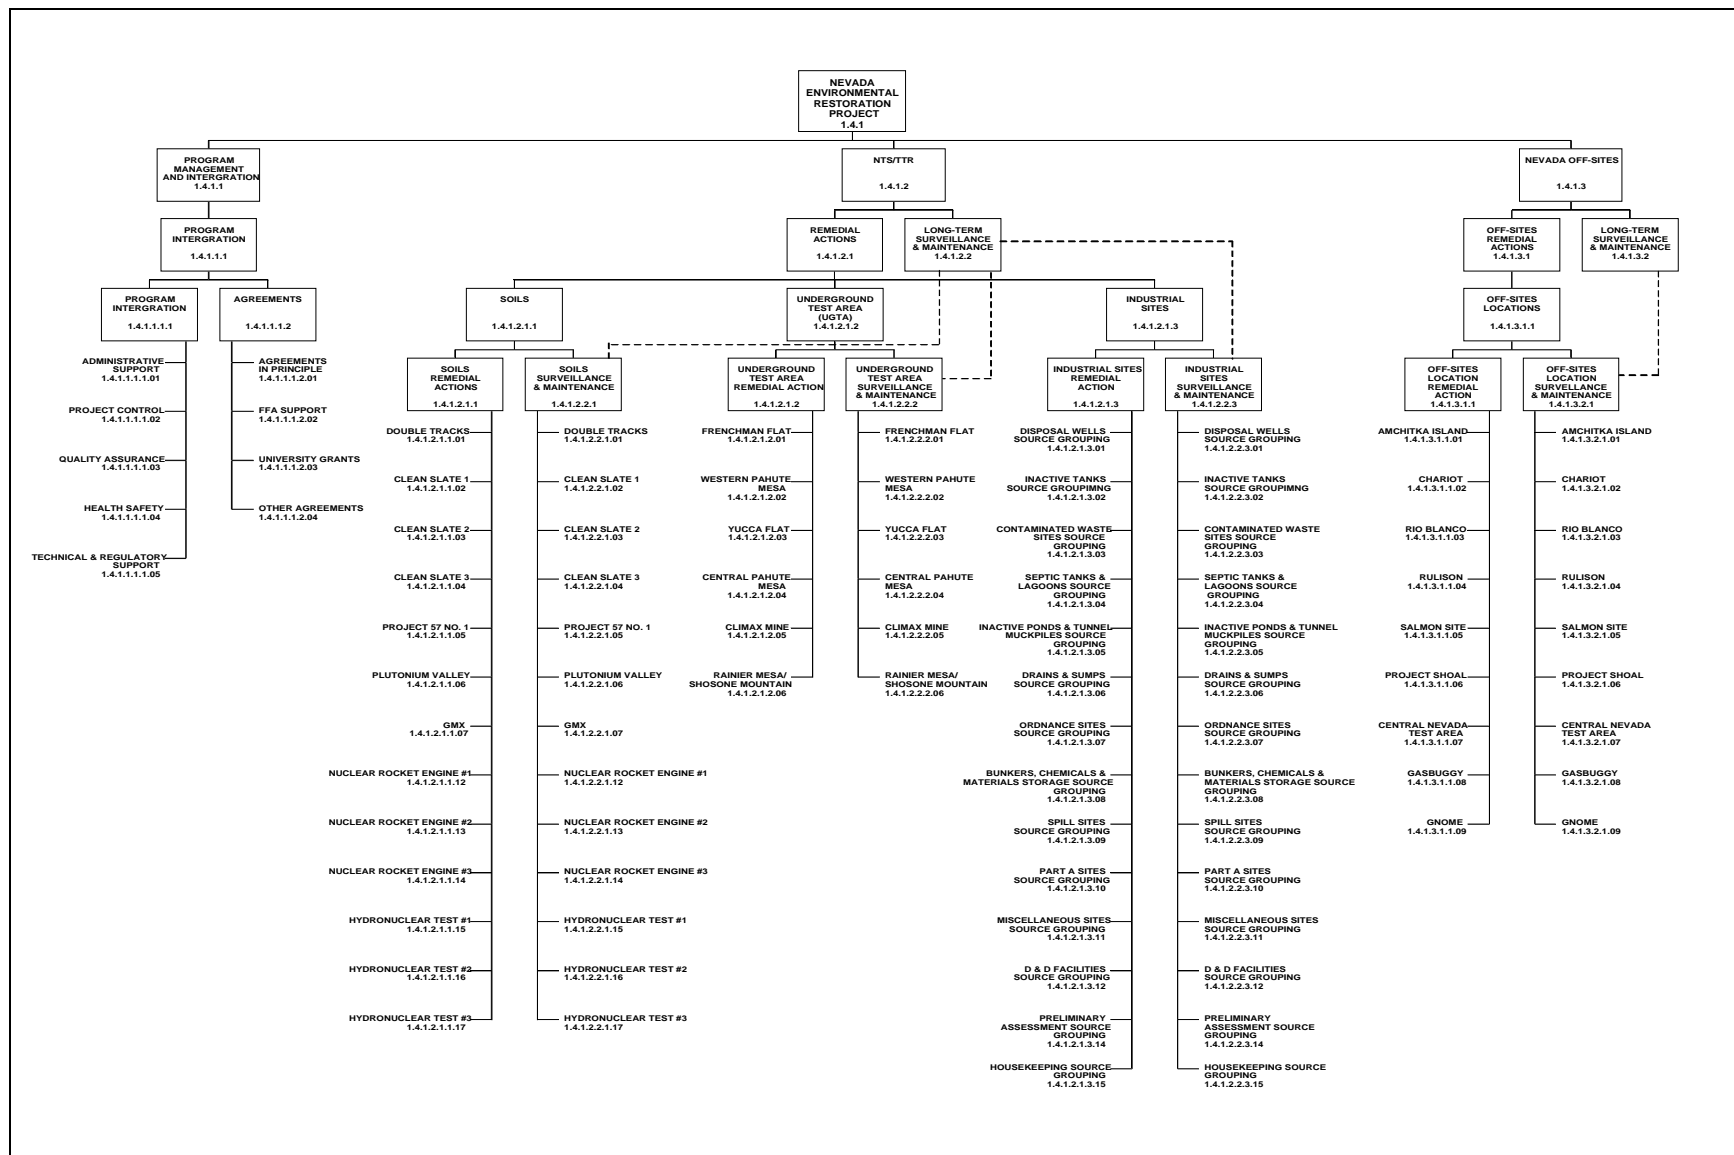 NEVADA
ENVIRONMENTAL
RESTORATION
PROJECT
1.4.1
PROGRAM
MANAGEMENT
AND INTERGRATION
1.4.1.1
NTS/TTR
1.4.1.2
NEVADA OFF-SITES
1.4.1.3
PROGRAM
INTERGRATION
1.4.1.1.1
REMEDIAL
ACTIONS
1.4.1.2.1
LONG-TERM
SURVEILLANCE
& MAINTENANCE
1.4.1.2.2
OFF-SITES
REMEDIAL
ACTIONS
1.4.1.3.1
LONG-TERM
SURVEILLANCE
& MAINTENANCE
1.4.1.3.2
PROGRAM
INTERGRATION
1.4.1.1.1.1
AGREEMENTS
1.4.1.1.1.2
SOILS
1.4.1.2.1.1
UNDERGROUND
TEST AREA
(UGTA)
1.4.1.2.1.2
INDUSTRIAL
SITES
1.4.1.2.1.3
OFF-SITES
LOCATIONS
1.4.1.3.1.1
ADMINISTRATIVE
SUPPORT
1.4.1.1.1.1.01
PROJECT CONTROL
1.4.1.1.1.1.02
QUALITY ASSURANCE
1.4.1.1.1.1.03
HEALTH SAFETY
1.4.1.1.1.1.04
TECHNICAL & REGULATORY
SUPPORT
1.4.1.1.1.1.05
AGREEMENTS
IN PRINCIPLE
1.4.1.1.1.2.01
FFA SUPPORT
1.4.1.1.1.2.02
UNIVERSITY GRANTS
1.4.1.1.1.2.03
OTHER AGREEMENTS
1.4.1.1.1.2.04
SOILS
REMEDIAL
ACTIONS
1.4.1.2.1.1
DOUBLE TRACKS
1.4.1.2.1.1.01
CLEAN SLATE 1
1.4.1.2.1.1.02
CLEAN SLATE 2
1.4.1.2.1.1.03
CLEAN SLATE 3
1.4.1.2.1.1.04
PROJECT 57 NO. 1
1.4.1.2.1.1.05
PLUTONIUM VALLEY
1.4.1.2.1.1.06
GMX
1.4.1.2.1.1.07
NUCLEAR ROCKET ENGINE #1
1.4.1.2.1.1.12
NUCLEAR ROCKET ENGINE #2
1.4.1.2.1.1.13
NUCLEAR ROCKET ENGINE #3
1.4.1.2.1.1.14
HYDRONUCLEAR TEST #1
1.4.1.2.1.1.15
HYDRONUCLEAR TEST #2
1.4.1.2.1.1.16
HYDRONUCLEAR TEST #3
1.4.1.2.1.1.17
SOILS
SURVEILLANCE
& MAINTENANCE
1.4.1.2.2.1
DOUBLE TRACKS
1.4.1.2.2.1.01
CLEAN SLATE 1
1.4.1.2.2.1.02
CLEAN SLATE 2
1.4.1.2.2.1.03
CLEAN SLATE 3
1.4.1.2.2.1.04
PROJECT 57 NO. 1
1.4.1.2.2.1.05
PLUTONIUM VALLEY
1.4.1.2.2.1.06
GMX
1.4.1.2.2.1.07
NUCLEAR ROCKET ENGINE #1
1.4.1.2.2.1.12
NUCLEAR ROCKET ENGINE #2
1.4.1.2.2.1.13
NUCLEAR ROCKET ENGINE #3
1.4.1.2.2.1.14
HYDRONUCLEAR TEST #1
1.4.1.2.2.1.15
HYDRONUCLEAR TEST #2
1.4.1.2.2.1.16
HYDRONUCLEAR TEST #3
1.4.1.2.2.1.17
UNDERGROUND
TEST AREA
REMEDIAL ACTION
1.4.1.2.1.2
FRENCHMAN FLAT
1.4.1.2.1.2.01
WESTERN PAHUTE
MESA
1.4.1.2.1.2.02
YUCCA FLAT
1.4.1.2.1.2.03
CENTRAL PAHUTE
MESA
1.4.1.2.1.2.04
CLIMAX MINE
1.4.1.2.1.2.05
RAINIER MESA/
SHOSONE MOUNTAIN
1.4.1.2.1.2.06
UNDERGROUND
TEST AREA
SURVEILLANCE
& MAINTENANCE
1.4.1.2.2.2
FRENCHMAN FLAT
1.4.1.2.2.2.01
WESTERN PAHUTE
MESA
1.4.1.2.2.2.02
YUCCA FLAT
1.4.1.2.2.2.03
CENTRAL PAHUTE
MESA
1.4.1.2.2.2.04
CLIMAX MINE
1.4.1.2.2.2.05
RAINIER MESA/
SHOSONE MOUNTAIN
1.4.1.2.2.2.06
INDUSTRIAL SITES
REMEDIAL
ACTION
1.4.1.2.1.3
DISPOSAL WELLS
SOURCE GROUPING
1.4.1.2.1.3.01
INACTIVE TANKS
SOURCE GROUPIMNG
1.4.1.2.1.3.02
CONTAMINATED WASTE
SITES SOURCE
GROUPING
1.4.1.2.1.3.03
SEPTIC TANKS &
LAGOONS SOURCE
GROUPING
1.4.1.2.1.3.04
INACTIVE PONDS & TUNNEL
MUCKPILES SOURCE
GROUPING
1.4.1.2.1.3.05
DRAINS & SUMPS
SOURCE GROUPING
1.4.1.2.1.3.06
ORDNANCE SITES
SOURCE GROUPING
1.4.1.2.1.3.07
BUNKERS, CHEMICALS &
MATERIALS STORAGE SOURCE
GROUPING
1.4.1.2.1.3.08
SPILL SITES
SOURCE GROUPING
1.4.1.2.1.3.09
PART A SITES
SOURCE GROUPING
1.4.1.2.1.3.10
MISCELLANEOUS SITES
SOURCE GROUPING
1.4.1.2.1.3.11
D & D FACILITIES
SOURCE GROUPING
1.4.1.2.1.3.12
PRELIMINARY
ASSESSMENT SOURCE
GROUPING
1.4.1.2.1.3.14
HOUSEKEEPING SOURCE
GROUPING
1.4.1.2.1.3.15
INDUSTRIAL
SITES
SURVEILLANCE
& MAINTENANCE
1.4.1.2.2.3
DISPOSAL WELLS
SOURCE GROUPING
1.4.1.2.2.3.01
INACTIVE TANKS
SOURCE GROUPIMNG
1.4.1.2.2.3.02
CONTAMINATED WASTE
SITES SOURCE
GROUPING
1.4.1.2.2.3.03
SEPTIC TANKS &
LAGOONS SOURCE
GROUPING
1.4.1.2.2.3.04
INACTIVE PONDS & TUNNEL
MUCKPILES SOURCE
GROUPING
1.4.1.2.2.3.05
DRAINS & SUMPS
SOURCE GROUPING
1.4.1.2.2.3.06
ORDNANCE SITES
SOURCE GROUPING
1.4.1.2.2.3.07
BUNKERS, CHEMICALS &
MATERIALS STORAGE SOURCE
GROUPING
1.4.1.2.2.3.08
SPILL SITES
SOURCE GROUPING
1.4.1.2.2.3.09
PART A SITES
SOURCE GROUPING
1.4.1.2.2.3.10
MISCELLANEOUS SITES
SOURCE GROUPING
1.4.1.2.2.3.11
D & D FACILITIES
SOURCE GROUPING
1.4.1.2.2.3.12
PRELIMINARY
ASSESSMENT SOURCE
GROUPING
1.4.1.2.2.3.14
HOUSEKEEPING SOURCE
GROUPING
1.4.1.2.2.3.15
OFF-SITES
LOCATION
REMEDIAL
ACTION
1.4.1.3.1.1
AMCHITKA ISLAND
1.4.1.3.1.1.01
CHARIOT
1.4.1.3.1.1.02
RIO BLANCO
1.4.1.3.1.1.03
RULISON
1.4.1.3.1.1.04
SALMON SITE
1.4.1.3.1.1.05
PROJECT SHOAL
1.4.1.3.1.1.06
CENTRAL NEVADA
TEST AREA
1.4.1.3.1.1.07
GASBUGGY
1.4.1.3.1.1.08
GNOME
1.4.1.3.1.1.09
OFF-SITES
LOCATION
SURVEILLANCE
& MAINTENANCE
1.4.1.3.2.1
AMCHITKA ISLAND
1.4.1.3.2.1.01
CHARIOT
1.4.1.3.2.1.02
RIO BLANCO
1.4.1.3.2.1.03
RULISON
1.4.1.3.2.1.04
SALMON SITE
1.4.1.3.2.1.05
PROJECT SHOAL
1.4.1.3.2.1.06
CENTRAL NEVADA
TEST AREA
1.4.1.3.2.1.07
GASBUGGY
1.4.1.3.2.1.08
GNOME
1.4.1.3.2.1.09